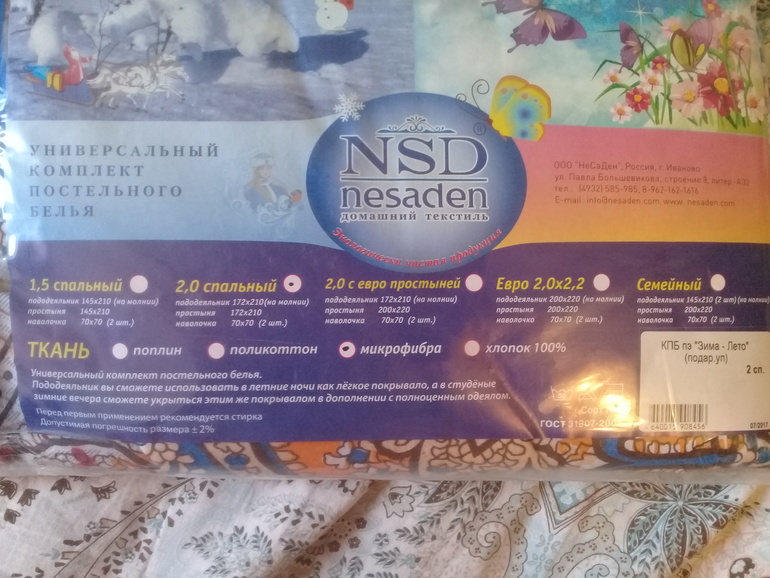 УНИВЕРСАЛЬНЫЙ
КОМПЛЕКТ
ПОСТЕЛЬНОГО
БЕЛЬЯ
NSD
®
nesaden
домашний текстиль
Экологически чистая продукция
ООО "НеСаДен", Россия, г. Иваново
ул. Павла Большевикова, строение 8, литер
тел.: (4932) 585-985, 8-962-162-1616
E-mail: info@nesaden.com, www.nesaden.com
1,5 спальный
пододеяльник 145х210 (на молнии)
простыня 145х210
наволочка 70х70 (2 шт.)
2,0 спальный
пододеяльник 172х210 (на молнии)
простыня 172х210
наволочка 70х70 (2 шт.)
2,0 с евро простыней
пододеяльник 172х210 (на молнии)
простыня 200х220
наволочка 70х70 (2 шт.)
Евро 2,0х2,2
пододеяльник 200х220 (на молнии)
простыня 200х220
наволочка 70х70 (2 шт.)
Семейный
пододеяльник 145х210 (2 шт) (на молнии)
простыня 200х220
наволочка 70х70 (2 шт.)
ТКАНЬ поплин поликоттон микрофибра хлопок 100%
Универсальный комплект постельного белья.
Пододеяльник вы сможете использовать в летние ночи как лёгкое покрывало, а в студёные
зимние вечера сможете укрыться этим же покрывалом в дополнении с полноценным одеялом.
Перед первым применением рекомендуется стирка
Допустимая погрешность размера ±2%
ГОСТ
КПБ пэ "Зима - Лето"
(подар.уп)
2 сп.
07/2017